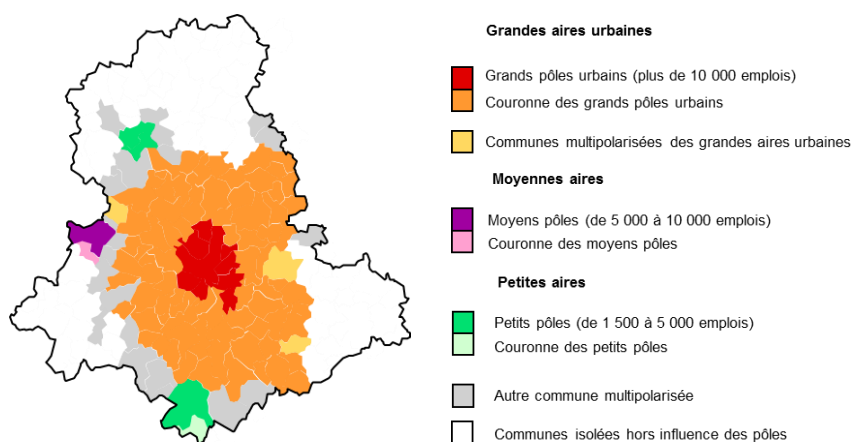 Grandes aires urbaines
Grands pôles urbains (plus de 10 000 emplois)
Couronne des grands pôles urbains
Communes multipolarisées des grandes aires urbaines
Moyennes aires
Moyens pôles (de 5 000 à 10 000 emplois)
Couronne des moyens pôles
Petites aires
Petits pôles (de 1 500 à 5 000 emplois)
Couronne des petits pôles
Autre commune multipolarisée
Communes isolées hors influence des pôles